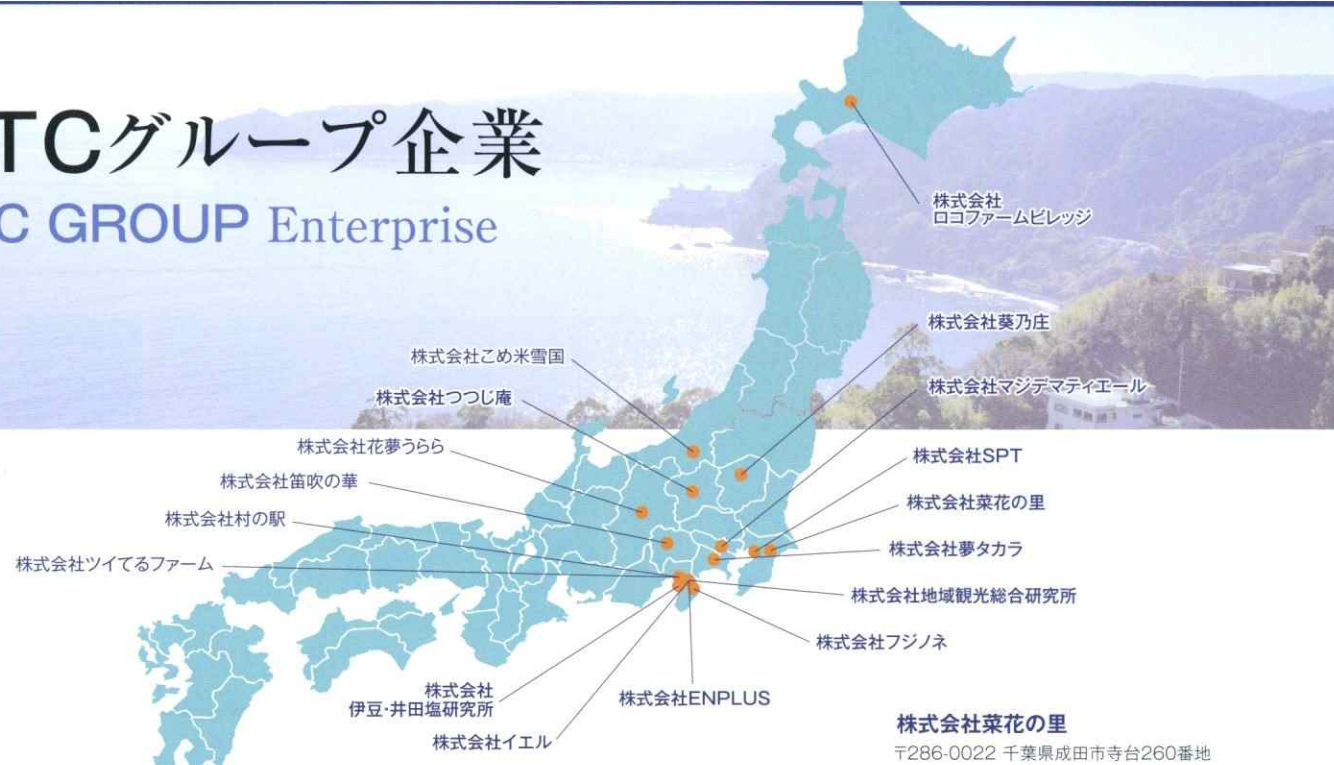 TCグループ企業
C GROUP Enterprise
株式会社
ロコファームビレッジ
株式会社葵乃庄
株式会社こめ米雪国
株式会社マジデマティエール
株式会社つつじ庵
株式会社花夢うらら
株式会社SPT
株式会社笛吹の華
株式会社菜花の里
株式会社村の駅
株式会社夢タカラ
株式会社ツイてるファーム
株式会社地域観光総合研究所
株式会社フジノネ
株式会社
伊豆・井田塩研究所
株式会社ENPLUS
株式会社イエル
株式会社菜花の里
〒286-0022 千葉県成田市寺台260番地